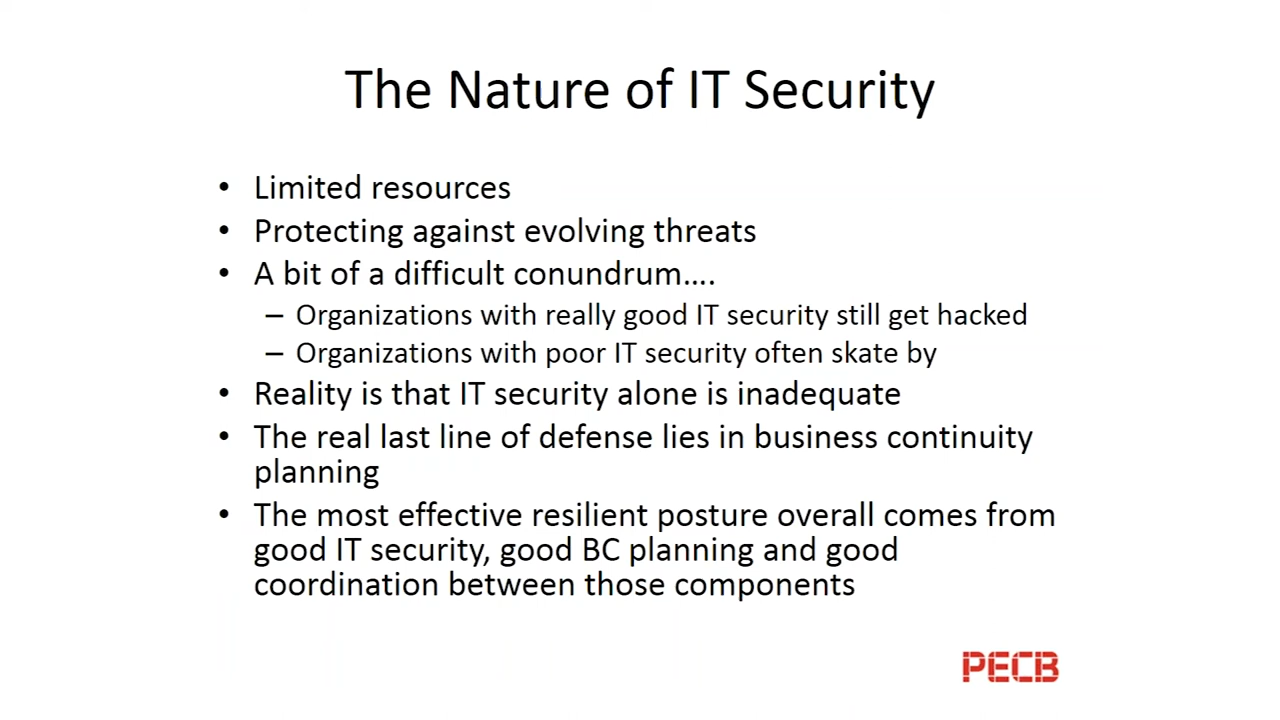 The Nature of IT Security
• Limited resources
• Protecting against evolving threats
• A bit of a difficult conundrum....
– Organizations with really good IT security still get hacked
– Organizations with poor IT security often skate by
• Reality is that IT security alone is inadequate
• The real last line of defense lies in business continuity
planning
• The most effective resilient posture overall comes from
good IT security, good BC planning and good
coordination between those components
PECB